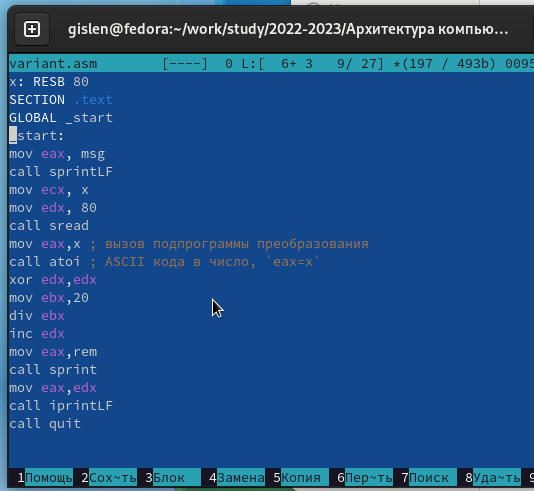 gislen@fedora:~/work/study/2022-2023/Архитектура компью...
variant.asm [----] 0 L:[ 6+ 3 9/ 27] *(197 / 493b) 0095
x: RESB 80
SECTION .text
GLOBAL _start
_start:
mov eax, msg
call sprintLF
mov ecx, x
mov edx, 80
call sread
mov eax,x ; вызов подпрограммы преобразования
call atoi ; ASCII кода в число, `eax=x`
xor edx,edx
mov ebx,20
div ebx
inc edx
mov eax,rem
call sprint
mov eax,edx
call iprintLF
call quit
1Помощь 2Сох~ть 3Блок 4Замена 5Копия 6Пер~ть 7Поиск 8Уда~ть 9